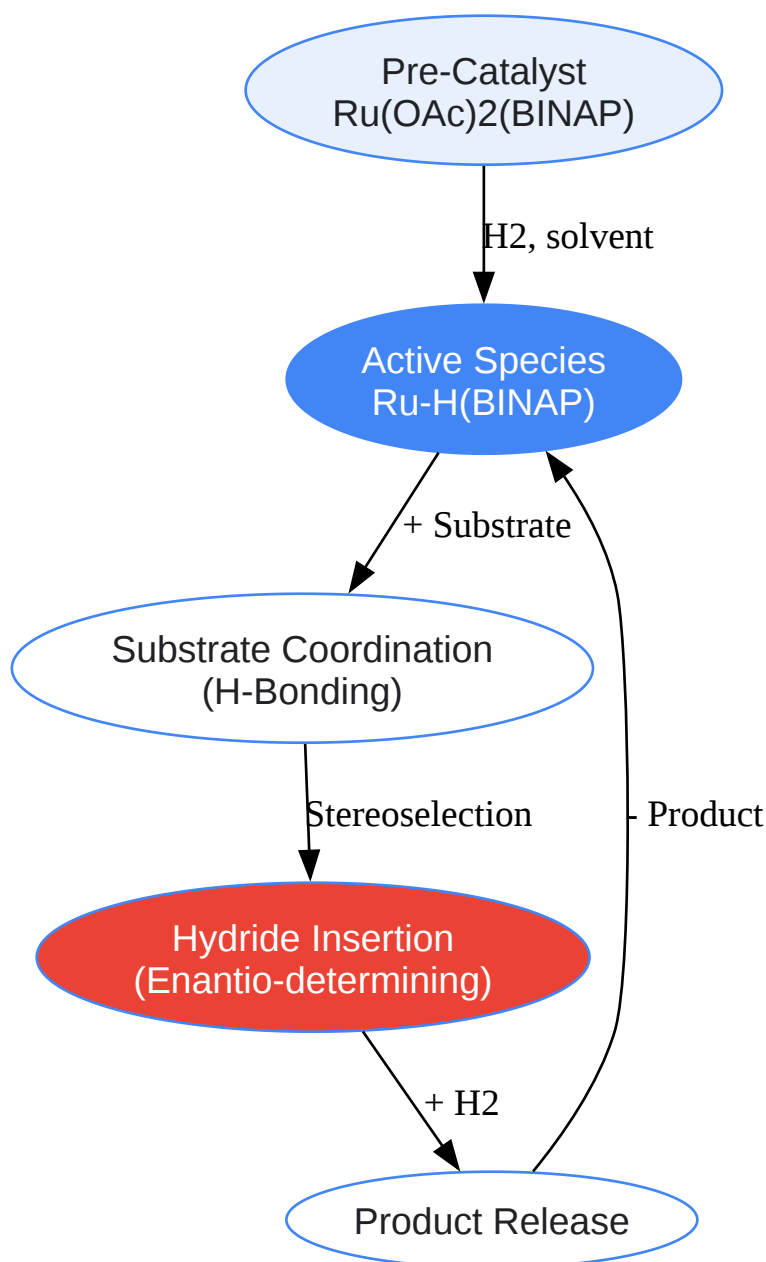 Pre-Catalyst
Ru(OAc)2(BINAP)
H2, solvent
Active Species
Ru-H(BINAP)
+ Substrate
Substrate Coordination
(H-Bonding)
Stereoselection
- Product
Hydride Insertion
(Enantio-determining)
+ H2
Product Release